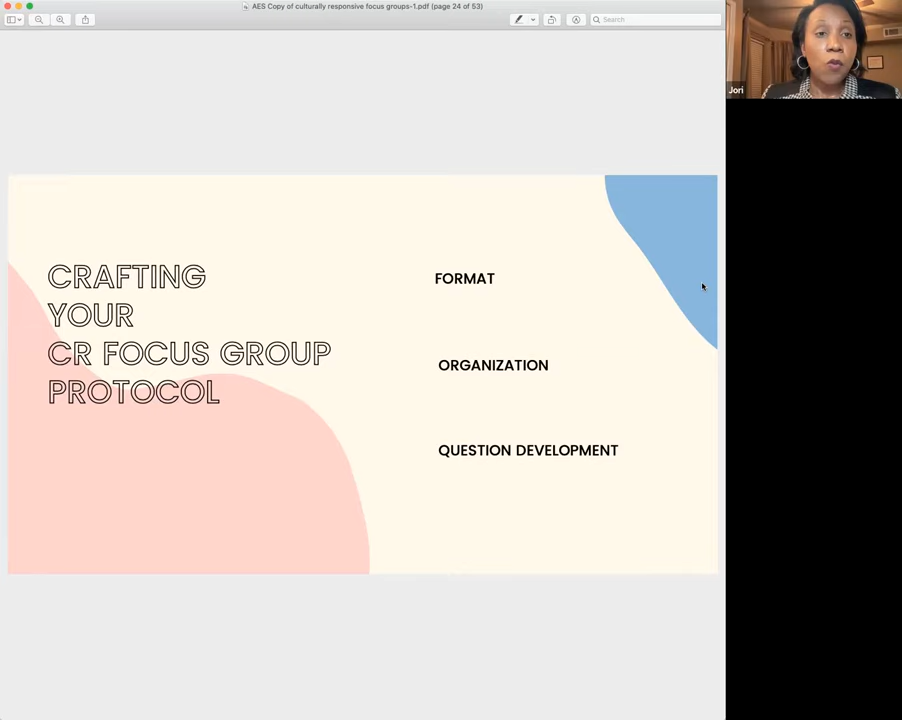 AES Copy of culturally responsive focus groups-1.pdf (page 24 of 53)
Search
Jori
CRAFTING
YOUR
CR FOCUS GROUP
PROTOCOL
FORMAT
ORGANIZATION
QUESTION DEVELOPMENT